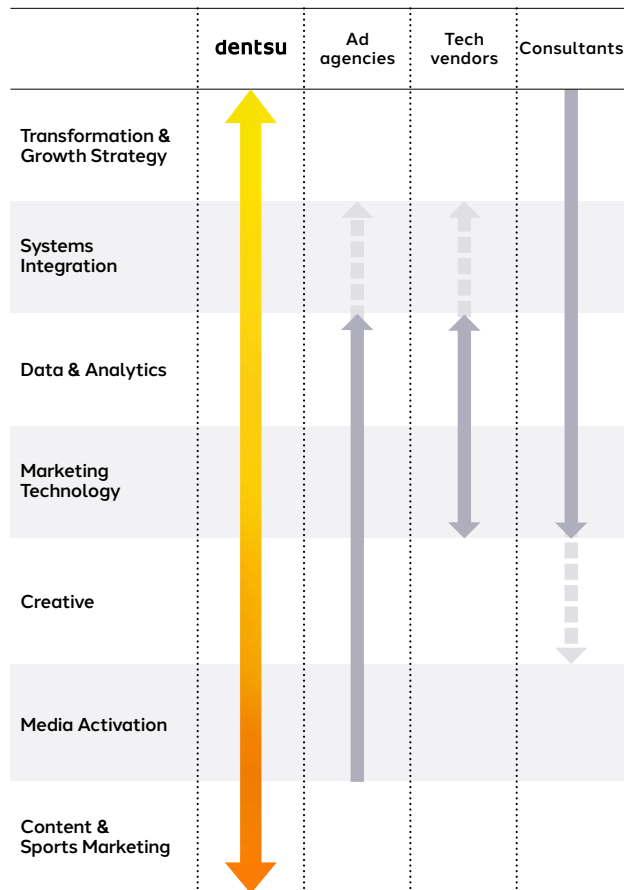 dentsu
Ad
agencies
Tech
vendors
Consultants
Transformation &
Growth Strategy
Systems
Integration
Data & Analytics
Marketing
Technology
Creative
Media Activation
Content &
Sports Marketing